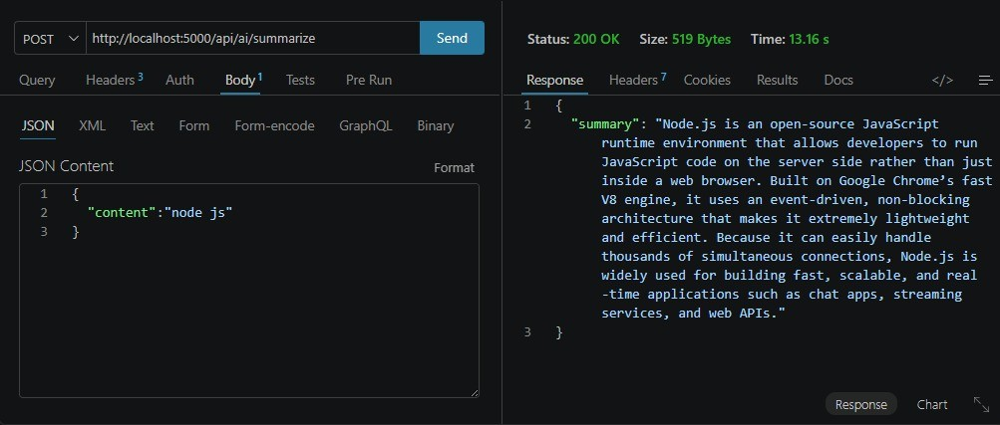 POST http://localhost:5000/api/ai/summarize Send
Query Headers 3 Auth Body 1 Tests Pre Run
JSON XML Text Form Form-encode GraphQL Binary
JSON Content Format
1 {
2 "content":"node js"
3 }
Status: 200 OK Size: 519 Bytes Time: 13.16 s
Response Headers 7 Cookies Results Docs </>
1 {
2 "summary": "Node.js is an open-source JavaScript
runtime environment that allows developers to run
JavaScript code on the server side rather than just
inside a web browser. Built on Google Chrome’s fast
V8 engine, it uses an event-driven, non-blocking
architecture that makes it extremely lightweight
and efficient. Because it can easily handle
thousands of simultaneous connections, Node.js is
widely used for building fast, scalable, and real
-time applications such as chat apps, streaming
services, and web APIs."
3 }
Response Chart